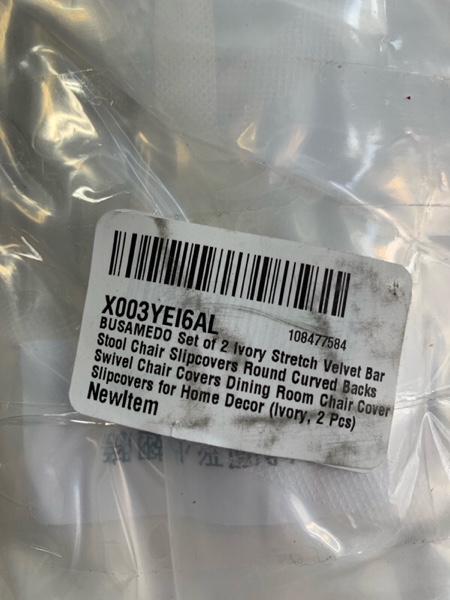 X003YEI6AL
108477584
BUSAMEDO Set of 2 Ivory Stretch Velvet Bar
Stool Chair Slipcovers Round Curved Backs
Swivel Chair Covers Dining Room Chair Cover
Slipcovers for Home Decor (Ivory, 2 Pcs)
NewItem